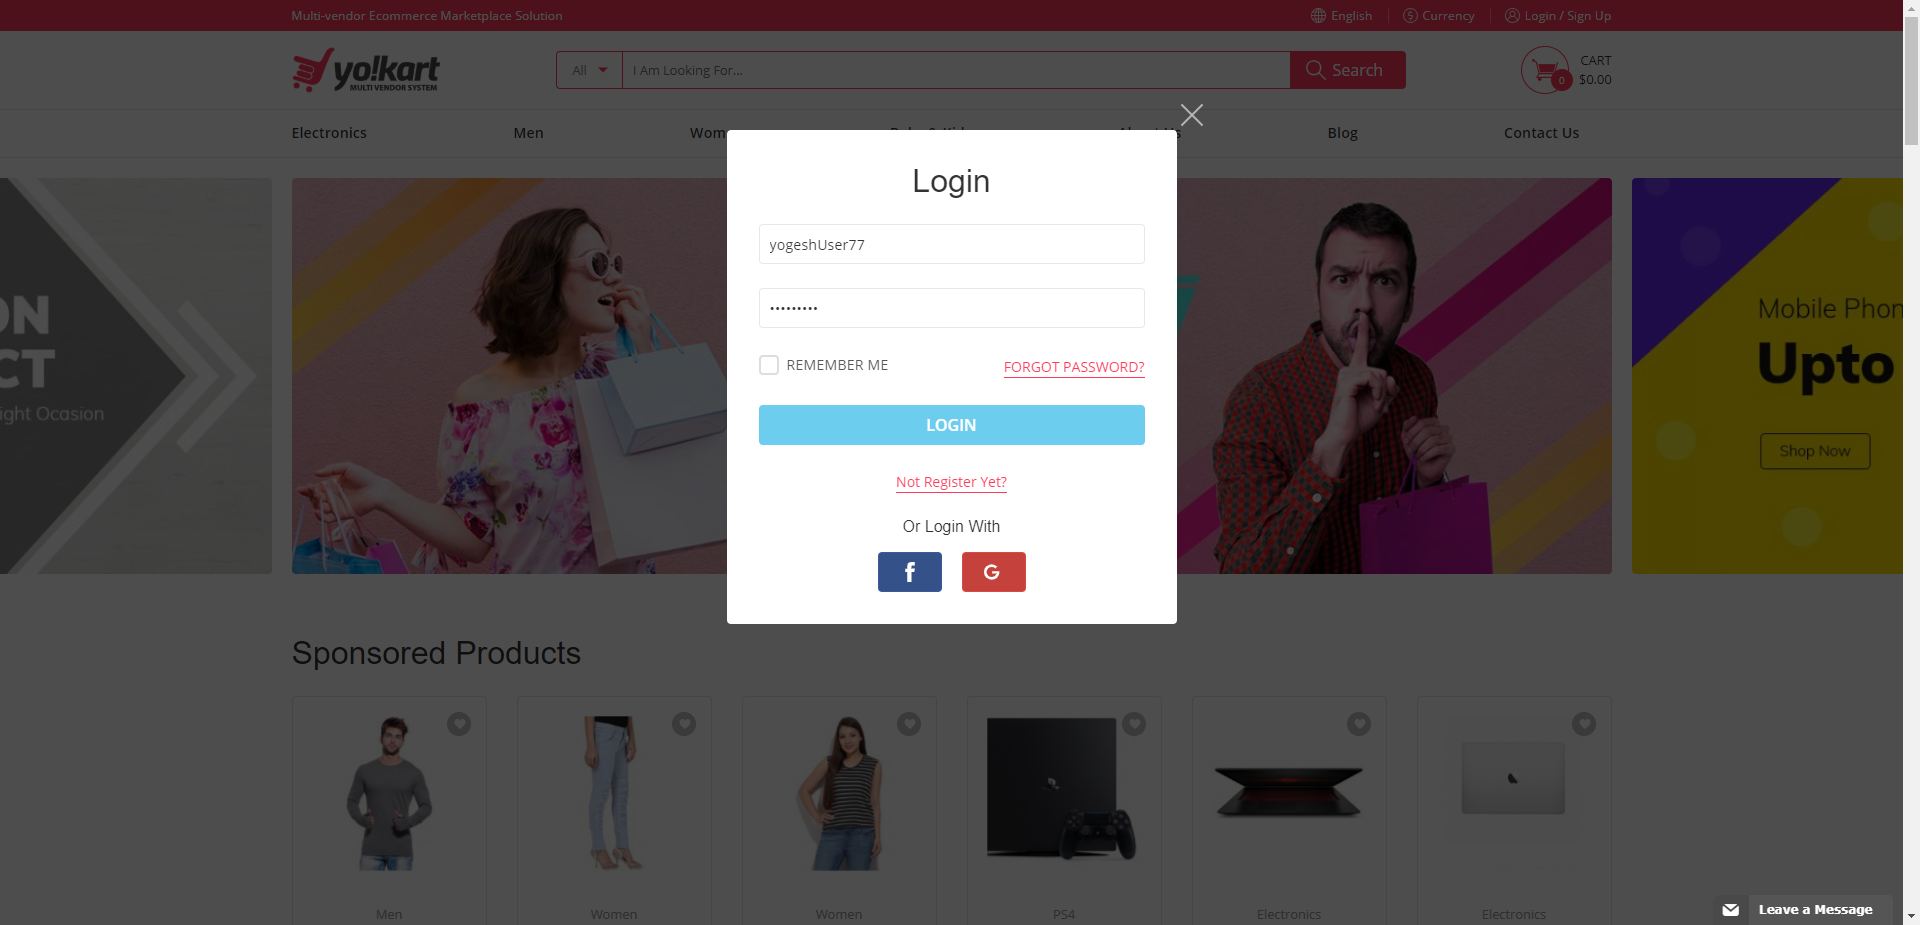 Multi-vendor Ecommerce Marketplace Solution
English
Currency
Login / Sign Up
yo!kart
MULTI VENDOR SYSTEM
All
I Am Looking For...
Search
0
CART
$0.00
Electronics
Men
Blog
Contact Us
Login
yogeshUser77
•••••••••
REMEMBER ME
FORGOT PASSWORD?
LOGIN
Not Register Yet?
Or Login With
f
G
Mobile Phon
Upto
Shop Now
ON
CT
ight Ocasion
Sponsored Products
Men
Women
Women
PS4
Electronics
Electronics
Leave a Message